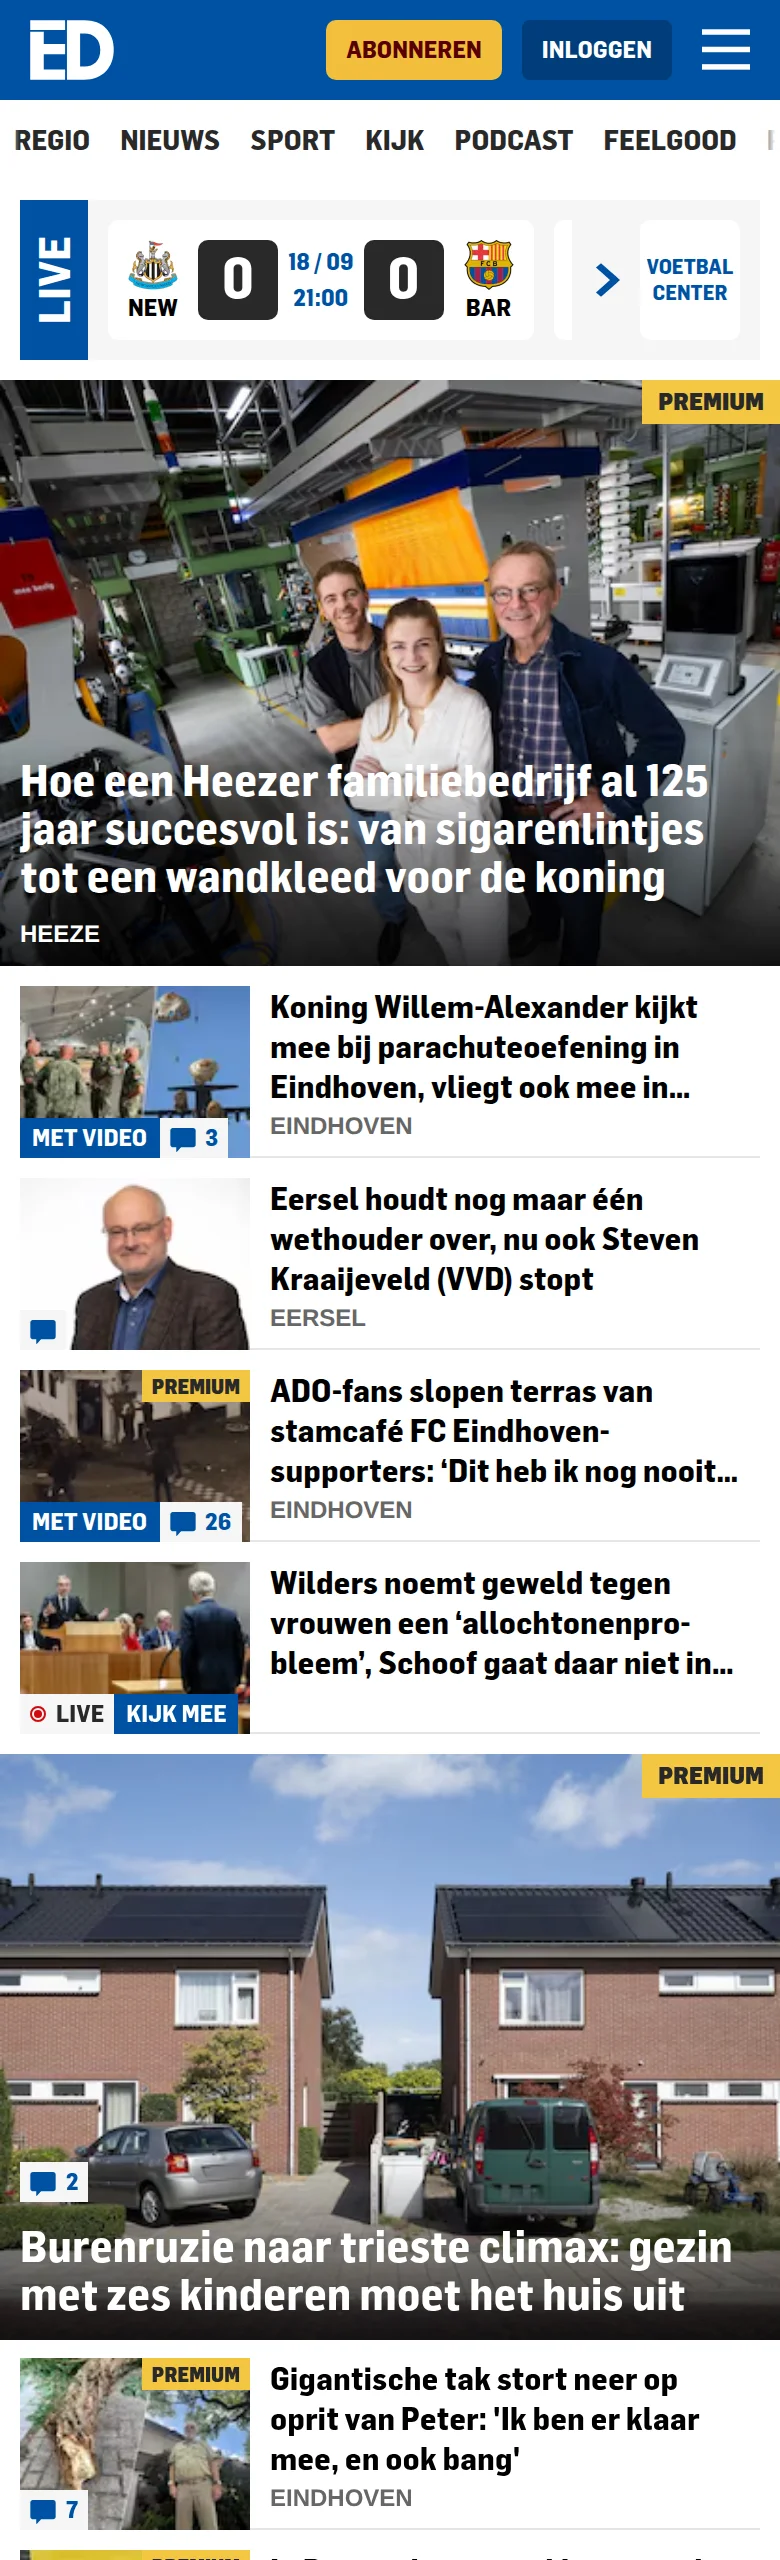 ED
ABONNEREN
INLOGGEN
REGIO NIEUWS SPORT KIJK PODCAST FEELGOOD
LIVE
NEW
0
18 / 09
21:00
0
FCB
BAR
VOETBAL
CENTER
PREMIUM
Hoe een Heezer familiebedrijf al 125
jaar succesvol is: van sigarenlintjes
tot een wandkleed voor de koning
HEEZE
Koning Willem-Alexander kijkt
mee bij parachuteoefening in
Eindhoven, vliegt ook mee in...
EINDHOVEN
MET VIDEO
3
Eersel houdt nog maar één
wethouder over, nu ook Steven
Kraaijeveld (VVD) stopt
EERSEL
PREMIUM
ADO-fans slopen terras van
stamcafé FC Eindhoven-
supporters: ‘Dit heb ik nog nooit...
EINDHOVEN
MET VIDEO
26
Wilders noemt geweld tegen
vrouwen een ‘allochtonenpro-
bleem’, Schoof gaat daar niet in...
LIVE
KIJK MEE
PREMIUM
2
Burenruzie naar trieste climax: gezin
met zes kinderen moet het huis uit
PREMIUM
Gigantische tak stort neer op
oprit van Peter: 'Ik ben er klaar
mee, en ook bang'
EINDHOVEN
7